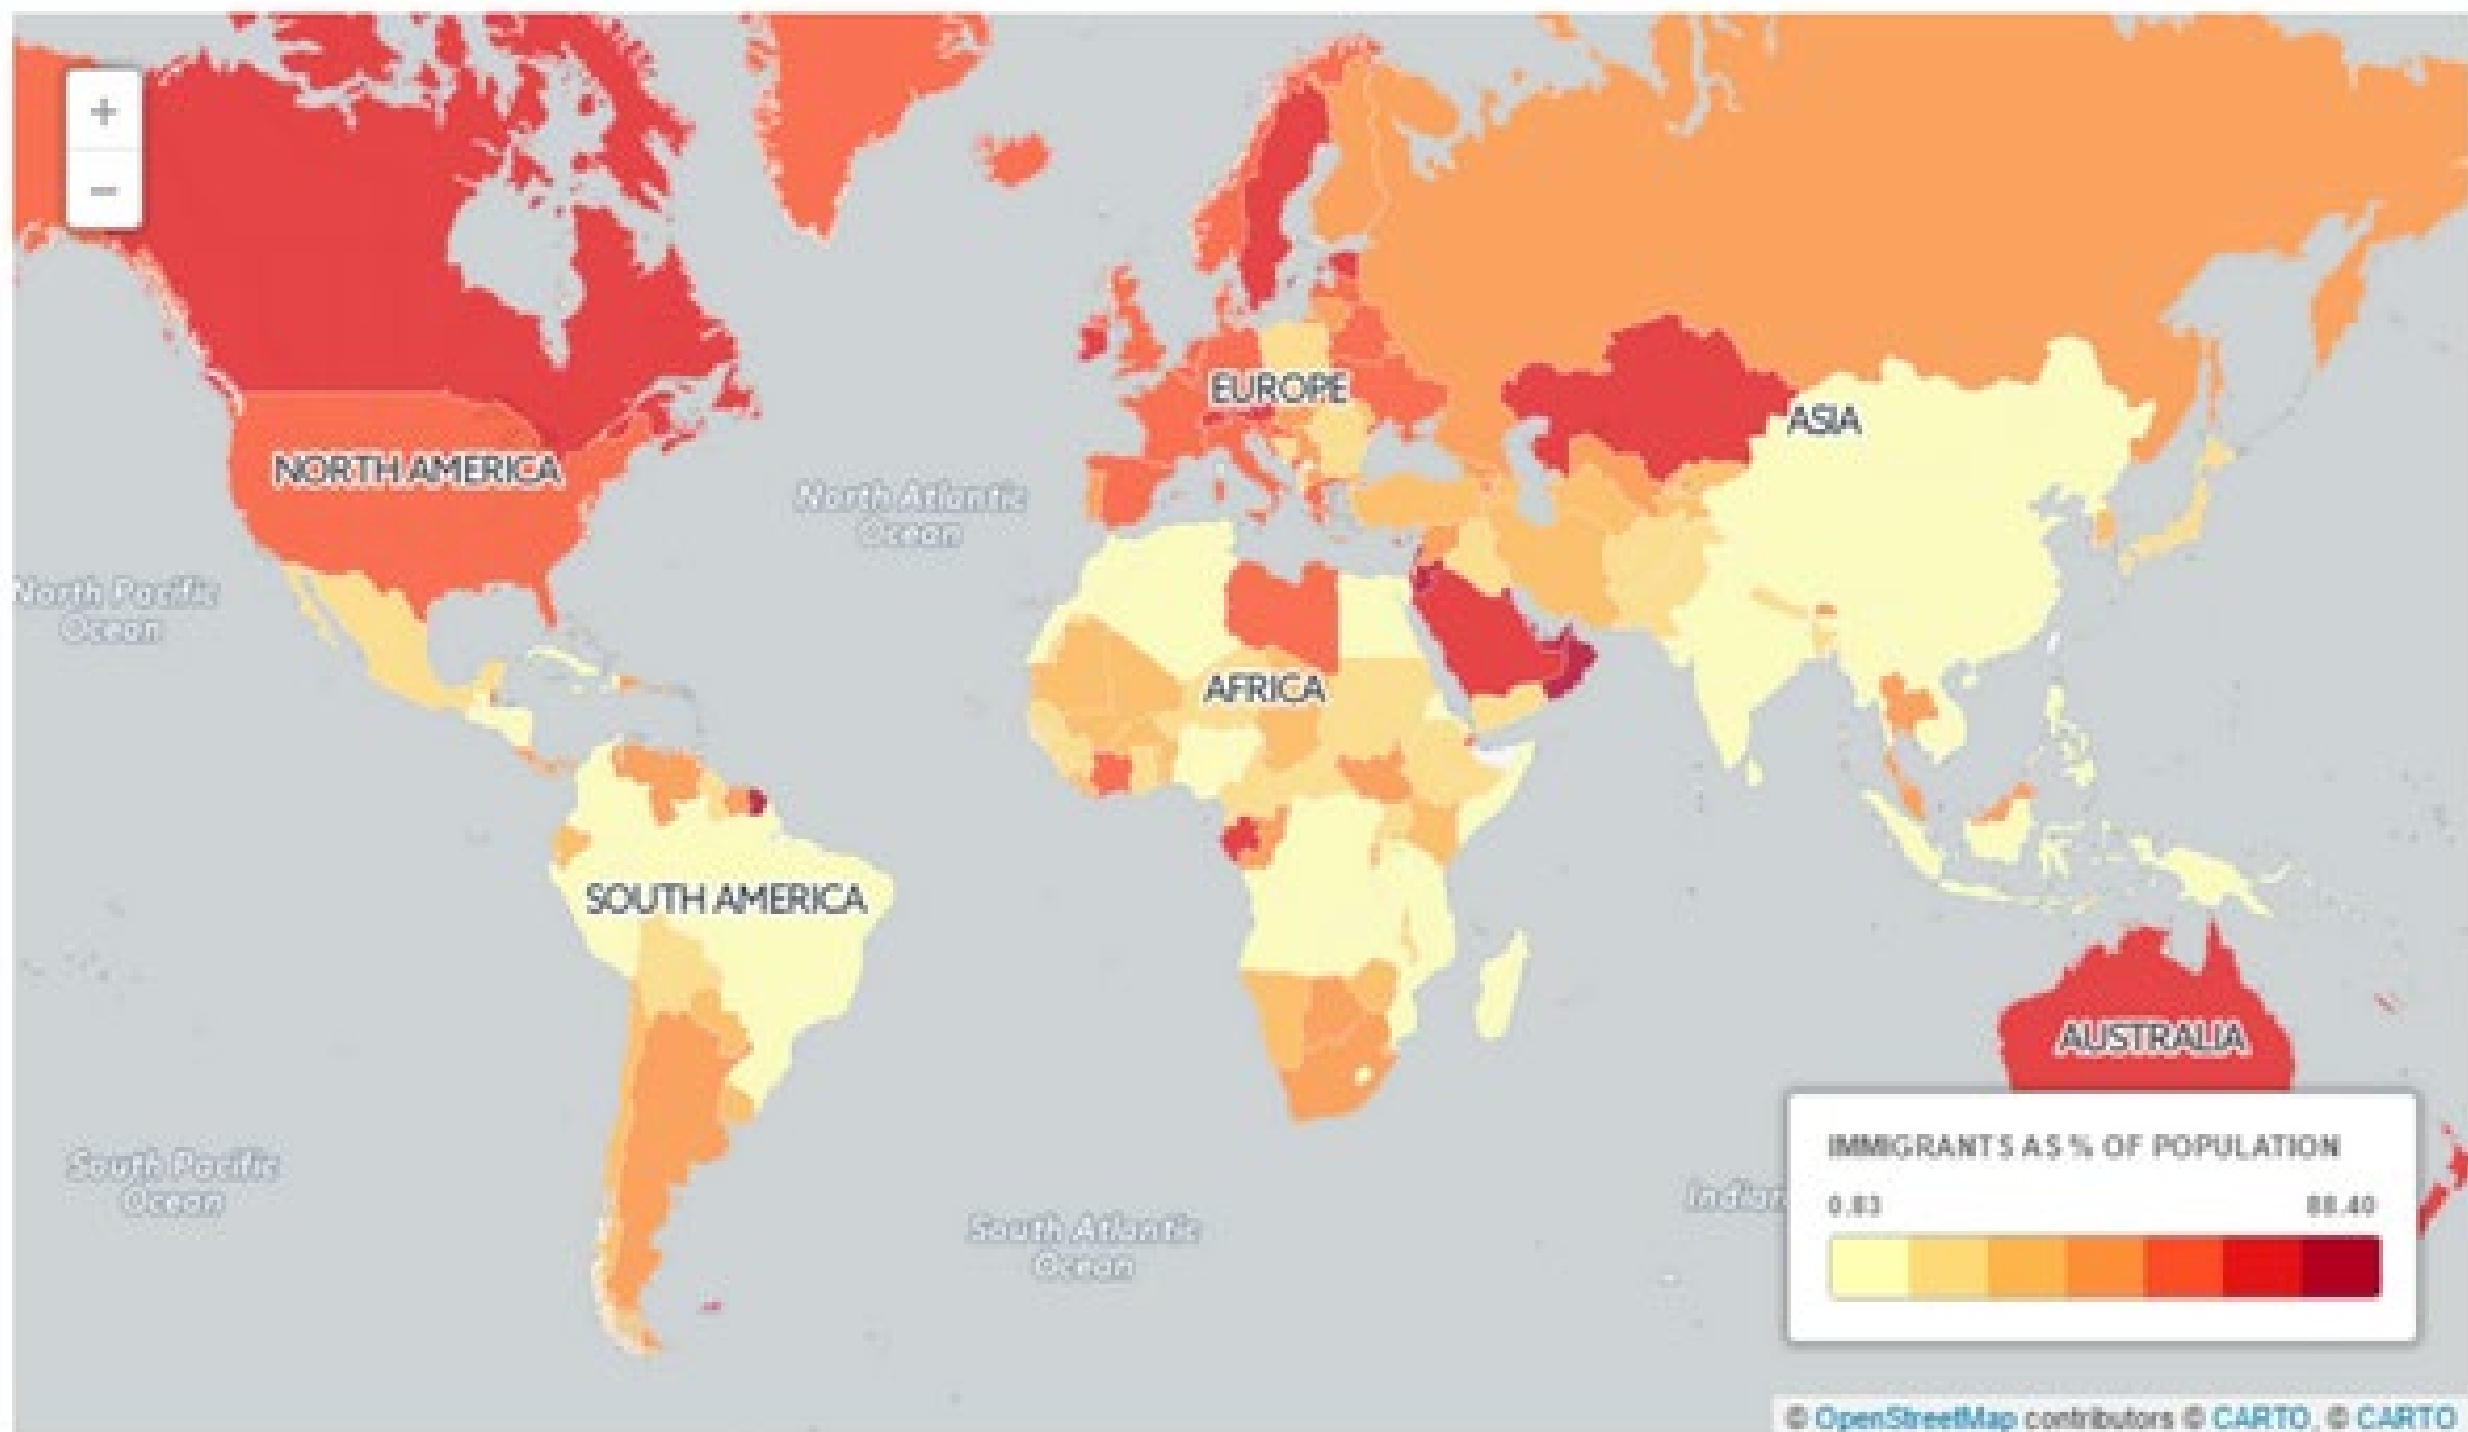 +
−
EUROPE
ASIA
NORTH AMERICA
North Atlantic
Ocean
North Pacific
Ocean
AFRICA
SOUTH AMERICA
AUSTRALIA
IMMIGRANTS AS % OF POPULATION
0.83 88.40
South Pacific
Ocean
Indian
South Atlantic
Ocean
© OpenStreetMap contributors © CARTO, © CARTO